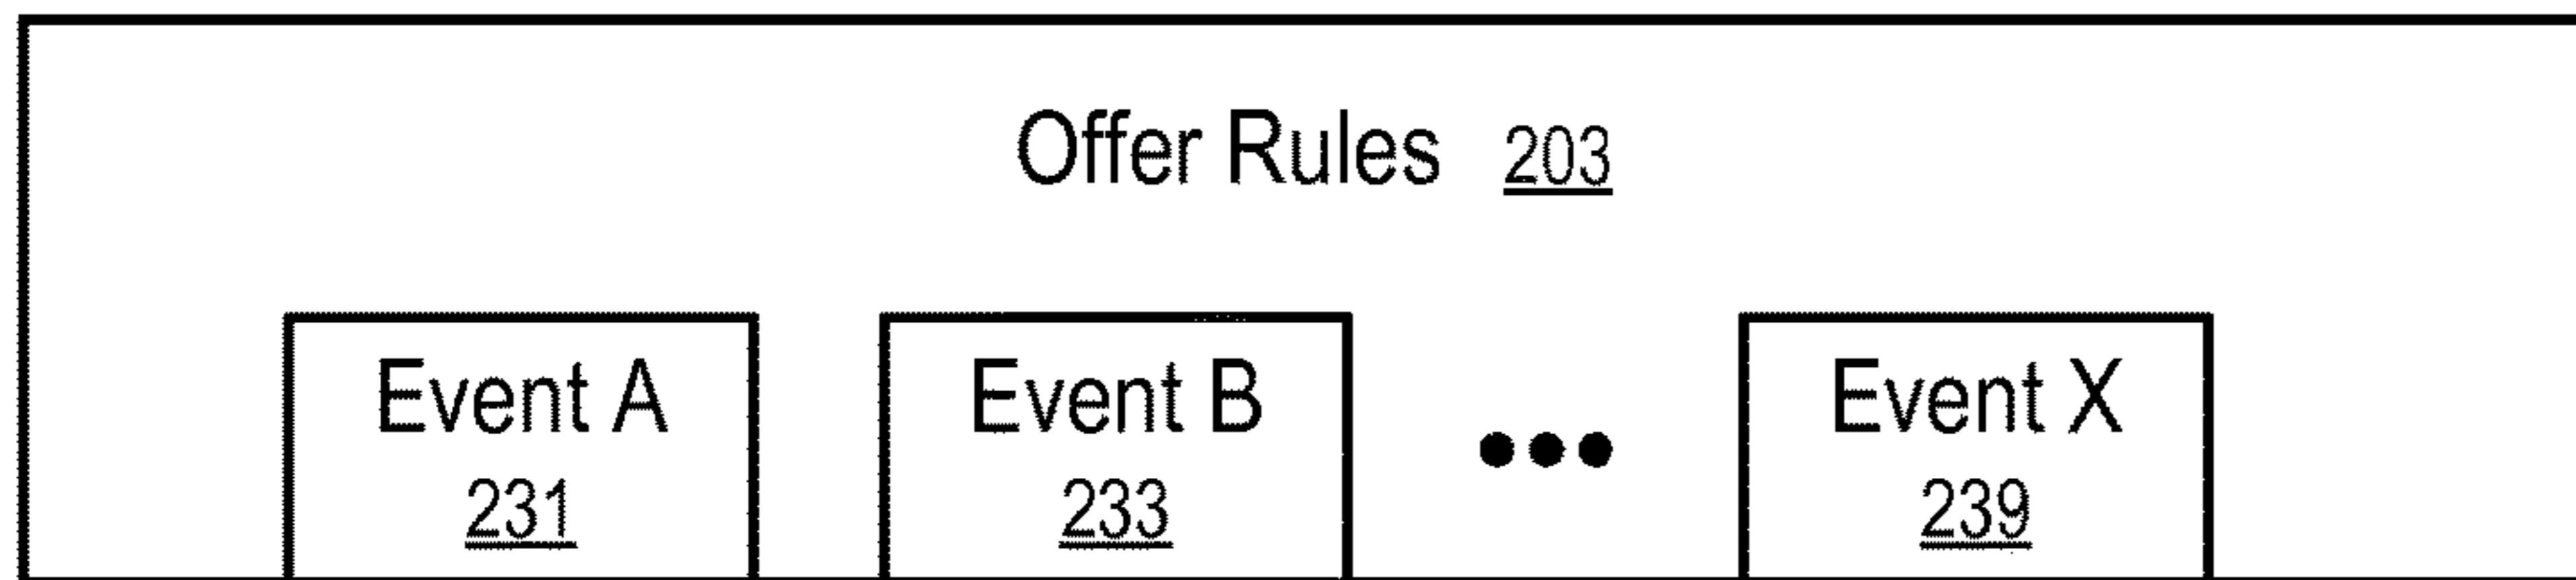 Offer Rules 203
Event A
231
Event B
233
•••
Event X
239